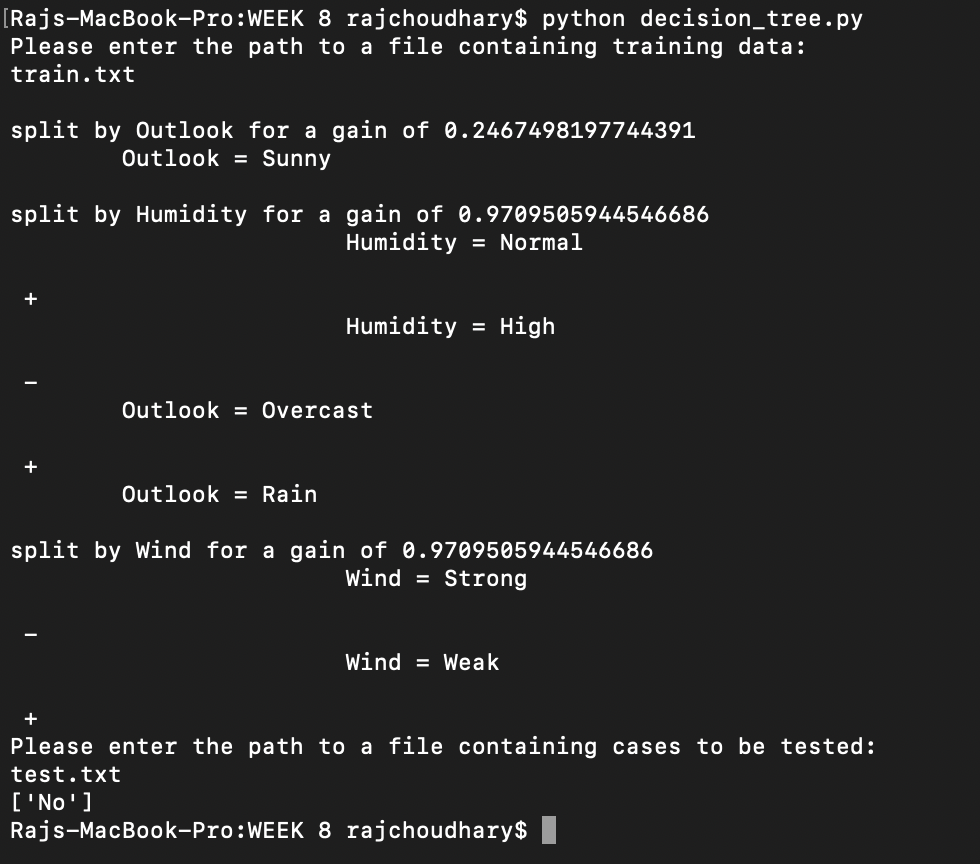 [Rajs-MacBook-Pro:WEEK 8 rajchoudhary$ python decision_tree.py
Please enter the path to a file containing training data:
train.txt
split by Outlook for a gain of 0.2467498197744391
Outlook = Sunny
split by Humidity for a gain of 0.9709505944546686
Humidity = Normal
+
Humidity = High
-
Outlook = Overcast
+
Outlook = Rain
split by Wind for a gain of 0.9709505944546686
Wind = Strong
-
Wind = Weak
+
Please enter the path to a file containing cases to be tested:
test.txt
['No']
Rajs-MacBook-Pro:WEEK 8 rajchoudhary$